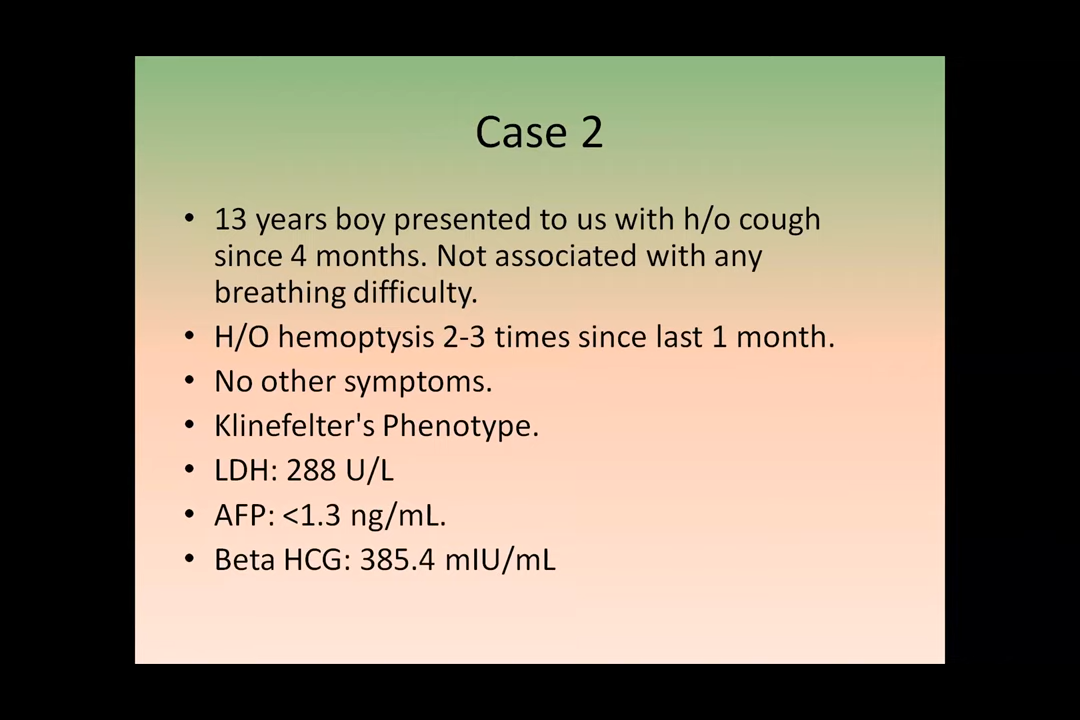 Case 2
• 13 years boy presented to us with h/o cough
since 4 months. Not associated with any
breathing difficulty.
• H/O hemoptysis 2-3 times since last 1 month.
• No other symptoms.
• Klinefelter's Phenotype.
• LDH: 288 U/L
• AFP: <1.3 ng/mL.
• Beta HCG: 385.4 mIU/mL